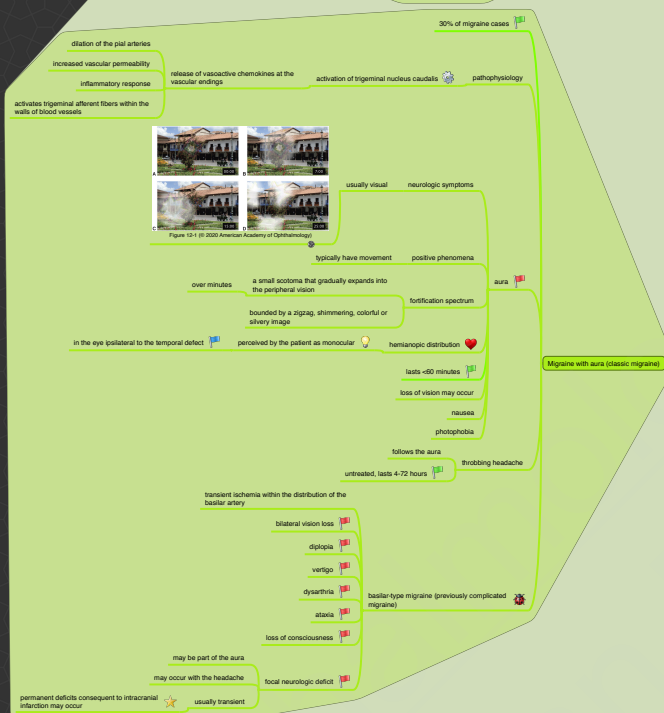 30% of migraine cases
dilation of the pial arteries
increased vascular permeability
inflammatory response
activates trigeminal afferent fibers within the
walls of blood vessels
release of vasoactive chemokines at the
vascular endings
activation of trigeminal nucleus caudalis
pathophysiology
A
B
C
D
Figure 12-1 (© 2020 American Academy of Ophthalmology)
usually visual
neurologic symptoms
typically have movement
positive phenomena
over minutes
a small scotoma that gradually expands into
the peripheral vision
bounded by a zigzag, shimmering, colorful or
silvery image
fortification spectrum
aura
in the eye ipsilateral to the temporal defect
perceived by the patient as monocular
hemianopic distribution
lasts <60 minutes
loss of vision may occur
nausea
photophobia
Migraine with aura (classic migraine)
follows the aura
untreated, lasts 4-72 hours
throbbing headache
transient ischemia within the distribution of the
basilar artery
bilateral vision loss
diplopia
vertigo
dysarthria
ataxia
loss of consciousness
basilar-type migraine (previously complicated
migraine)
may be part of the aura
may occur with the headache
permanent deficits consequent to intracranial
infarction may occur
usually transient
focal neurologic deficit